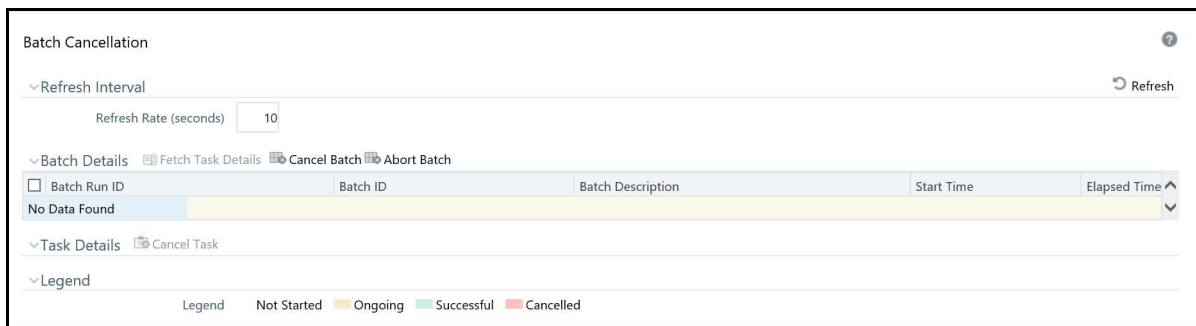 Batch Cancellation
Refresh Interval
Refresh
Refresh Rate (seconds) 10
Batch Details Fetch Task Details Cancel Batch Abort Batch
Batch Run ID Batch ID Batch Description Start Time Elapsed Time
No Data Found
Task Details Cancel Task
Legend
Legend Not Started Ongoing Successful Cancelled